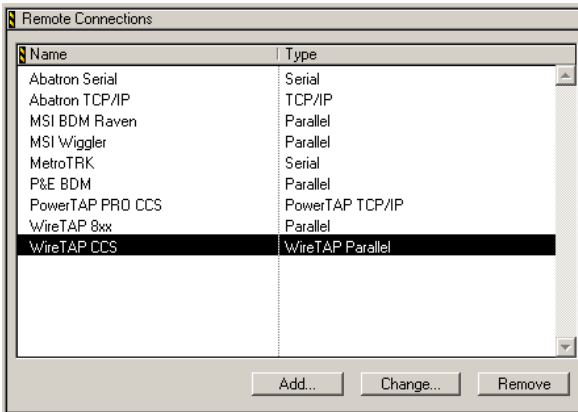 Remote Connections
Name Type
Abatron Serial Serial
Abatron TCP/IP TCP/IP
MSI BDM Raven Parallel
MSI Wiggler Parallel
MetroTRK Serial
P&E BDM Parallel
PowerTAP PRO CCS PowerTAP TCP/IP
WireTAP 8xx Parallel
WireTAP CCS WireTAP Parallel
Add... Change... Remove